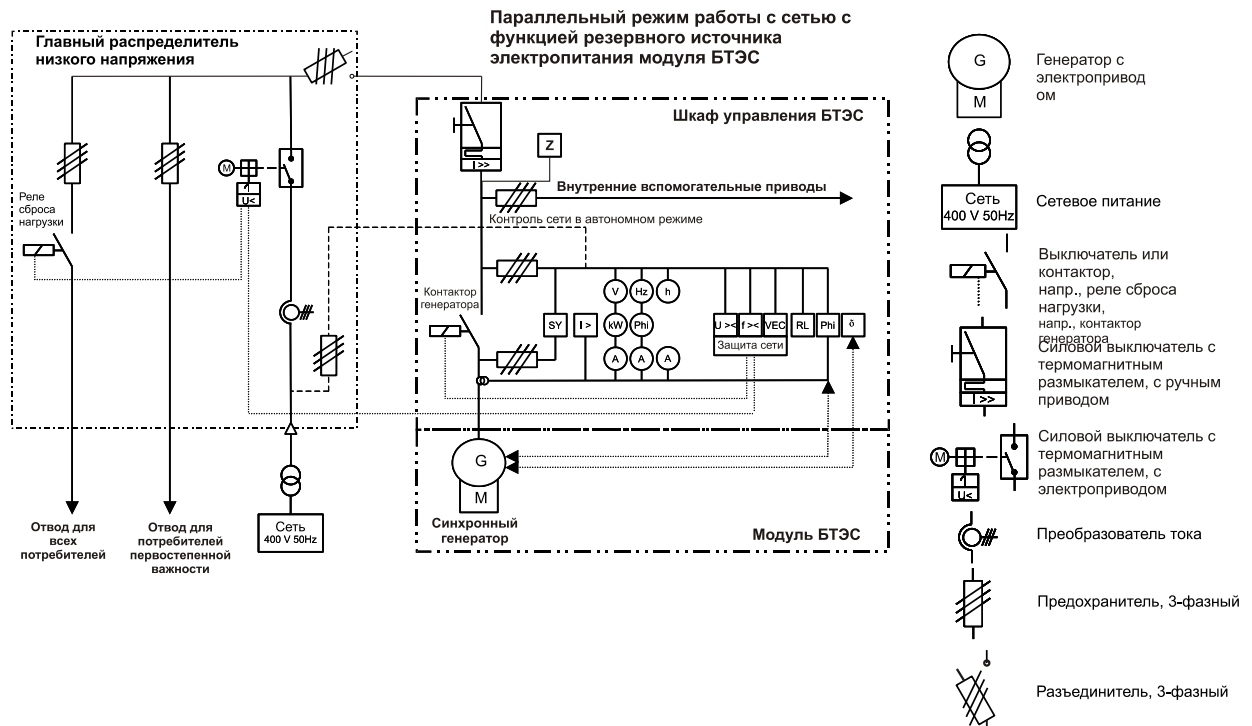 Параллельный режим работы с сетью с
функцией резервного источника
электропитания модуля БТЭС
Главный распределитель
низкого напряжения
Шкаф управления БТЭС
I >>
Z
Внутренние вспомогательные приводы
Контроль сети в автономном режиме
M
U<
Реле
сброса
нагрузки
Контактор
генератора
V
Hz
h
SY
I >
kW
Phi
U ><
f ><
VEC
RL
Phi
δ
Защита сети
A
A
A
G
M
Синхронный
генератор
Модуль БТЭС
Отвод для
всех
потребителей
Отвод для
потребителей
первостепенной
важности
Сеть
400 V 50Hz
G
M
Генератор с
электропривод
ом
Сеть
400 V 50Hz
Сетевое питание
Выключатель или
контактор,
напр., реле сброса
нагрузки,
напр., контактор
генератора
I >>
Силовой выключатель с
термомагнитным
размыкателем, с ручным
приводом
M
U<
Силовой выключатель с
термомагнитным
размыкателем, с
электроприводом
Преобразователь тока
Предохранитель, 3-фазный
Разъединитель, 3-фазный